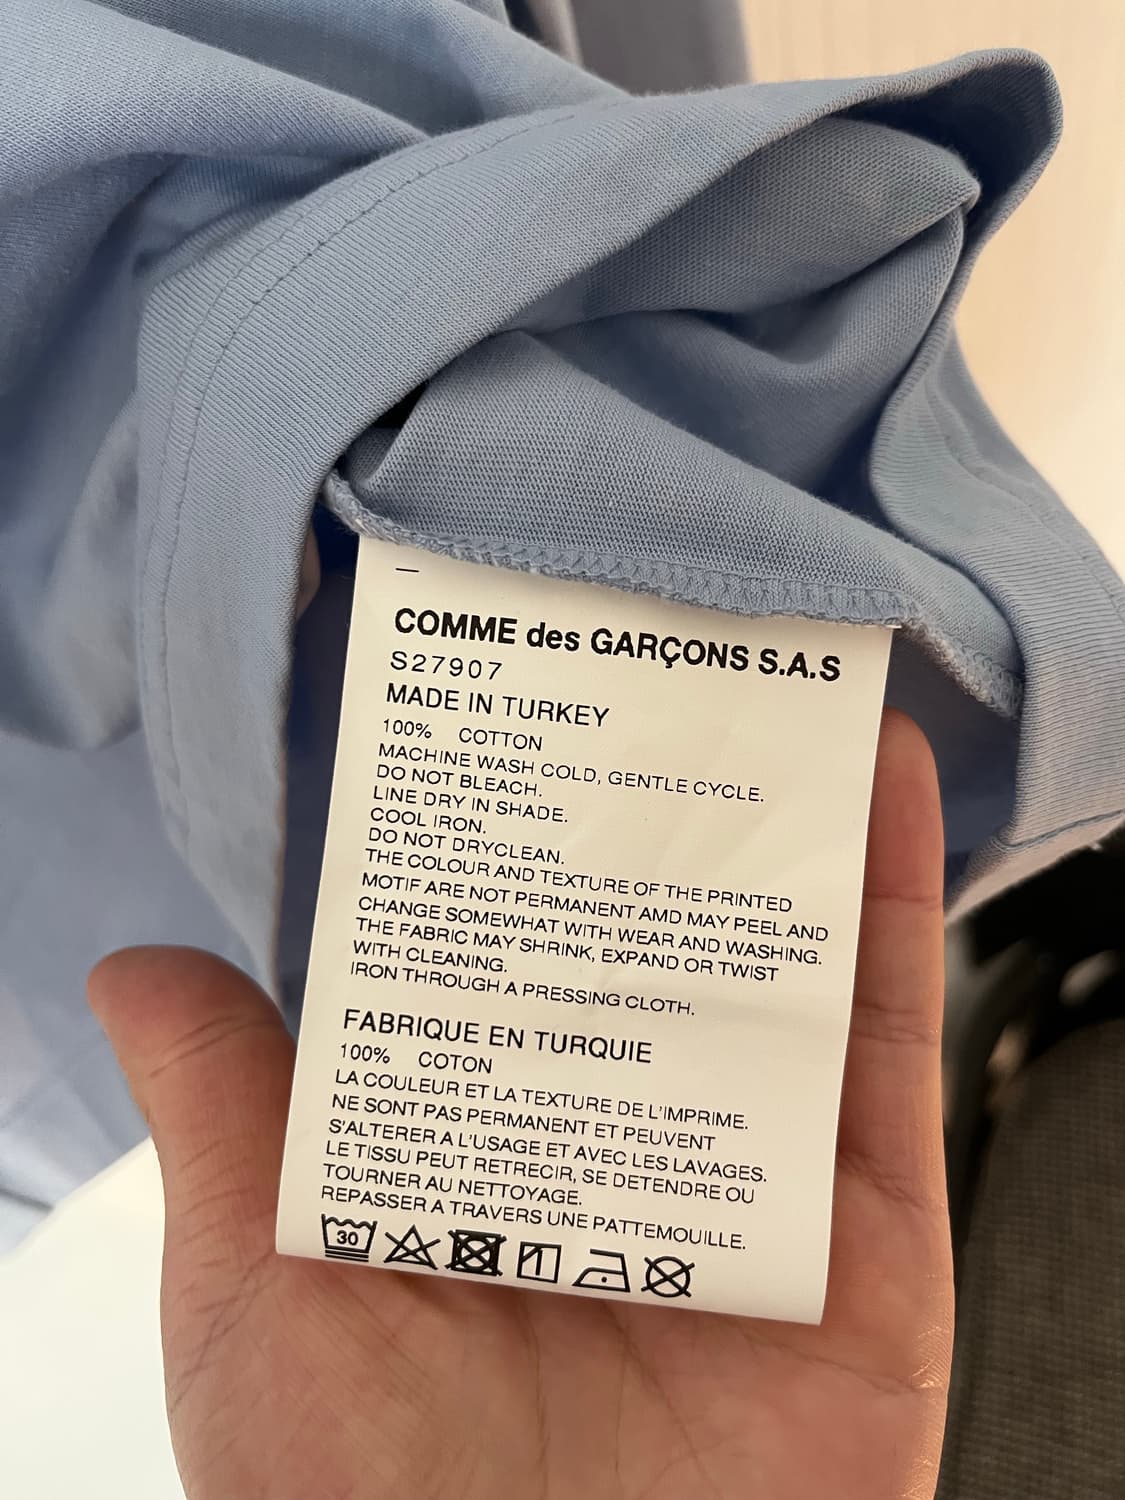 COMME des GARÇONS S.A.S
S27907
MADE IN TURKEY
100% COTTON
MACHINE WASH COLD, GENTLE CYCLE.
DO NOT BLEACH.
LINE DRY IN SHADE.
COOL IRON.
DO NOT DRYCLEAN.
THE COLOUR AND TEXTURE OF THE PRINTED
MOTIF ARE NOT PERMANENT AMD MAY PEEL AND
CHANGE SOMEWHAT WITH WEAR AND WASHING.
THE FABRIC MAY SHRINK, EXPAND OR TWIST
WITH CLEANING.
IRON THROUGH A PRESSING CLOTH.
FABRIQUE EN TURQUIE
100% COTON
LA COULEUR ET LA TEXTURE DE L'IMPRIME.
NE SONT PAS PERMANENT ET PEUVENT
S'ALTERER A L'USAGE ET AVEC LES LAVAGES.
LE TISSU PEUT RETRECIR, SE DETENDRE OU
TOURNER AU NETTOYAGE.
REPASSER A TRAVERS UNE PATTEMOUILLE.
30